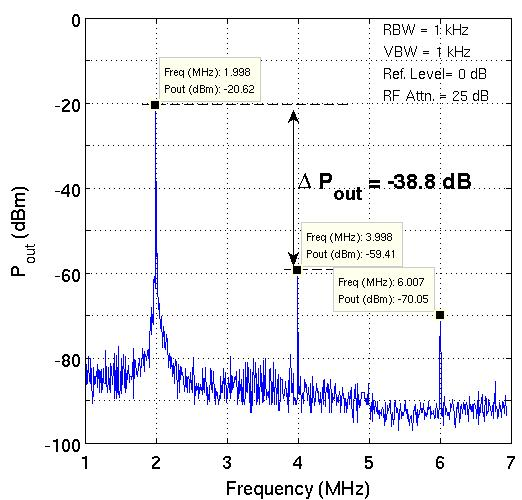 RBW = 1 kHz
VBW = 1 kHz
Ref. Level= 0 dB
RF Attn. = 25 dB
Freq (MHz): 1.998
Pout (dBm): -20.62
Δ Pout = -38.8 dB
Freq (MHz): 3.998
Pout (dBm): -59.41
Freq (MHz): 6.007
Pout (dBm): -70.05
Pout (dBm)
0
-20
-40
-60
-80
-100
1 2 3 4 5 6 7
Frequency (MHz)